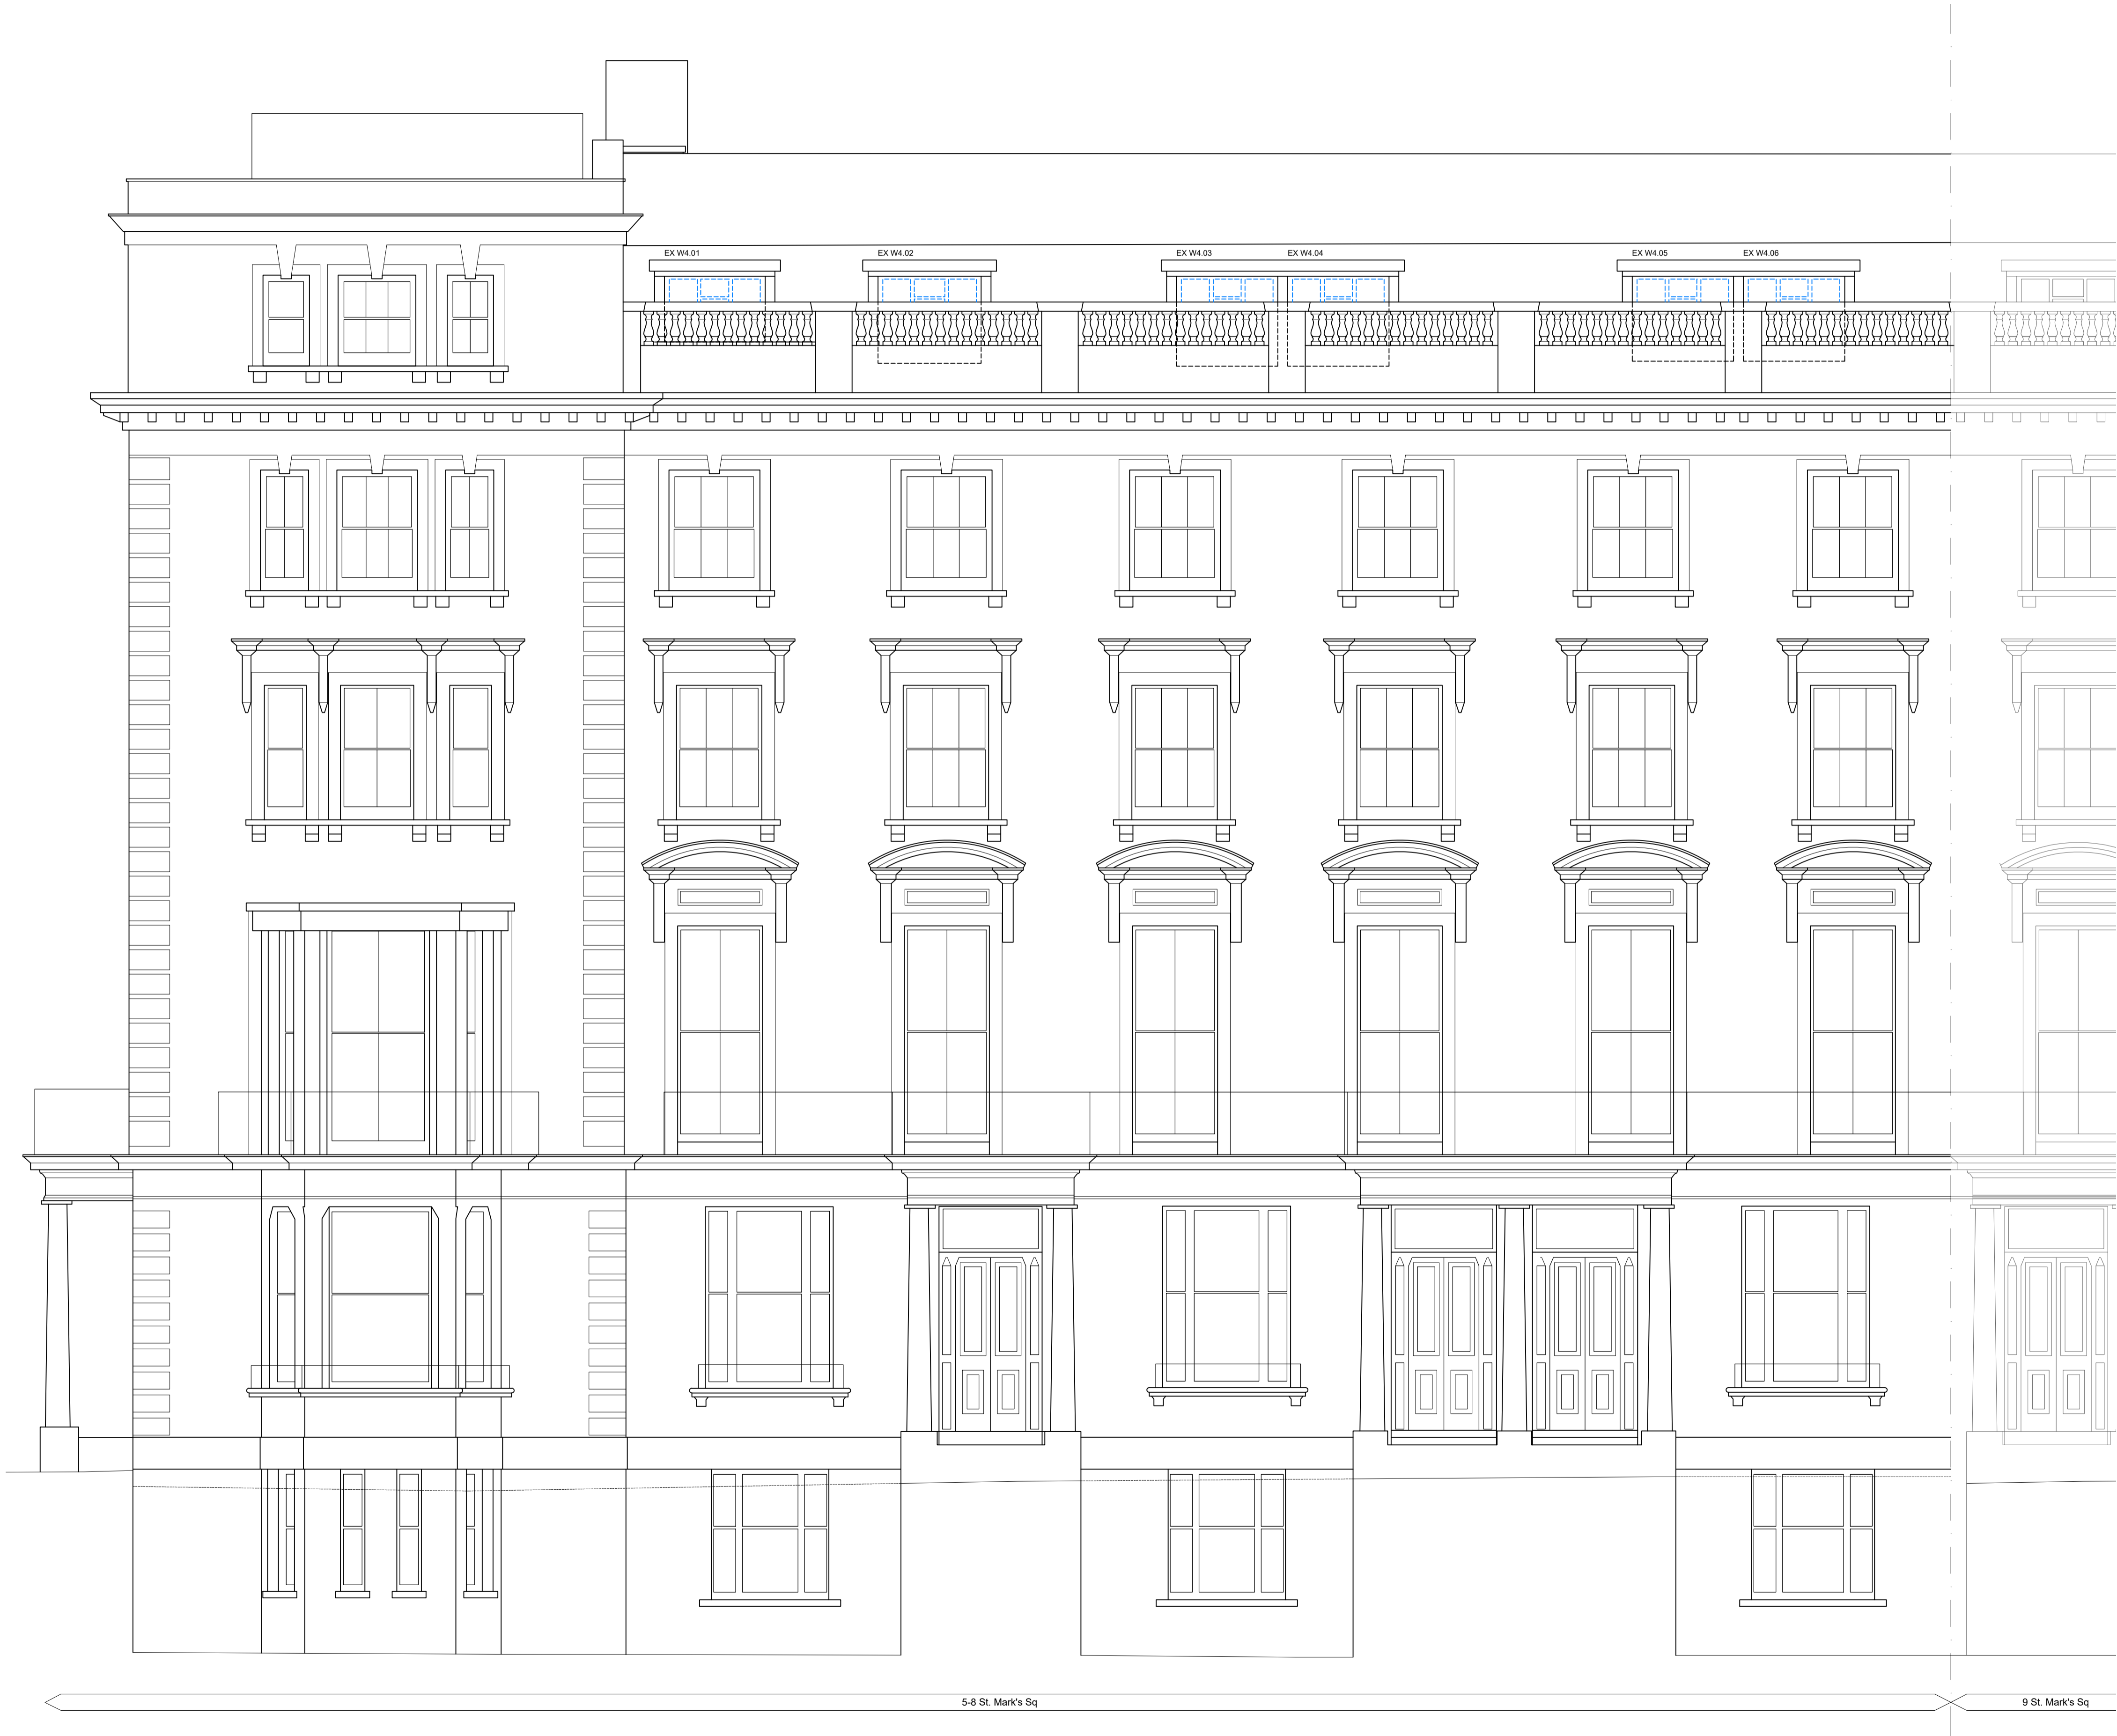 EX W4.01
EX W4.02
EX W4.03
EX W4.04
EX W4.05
EX W4.06
5-8 St. Mark's Sq
9 St. Mark's Sq